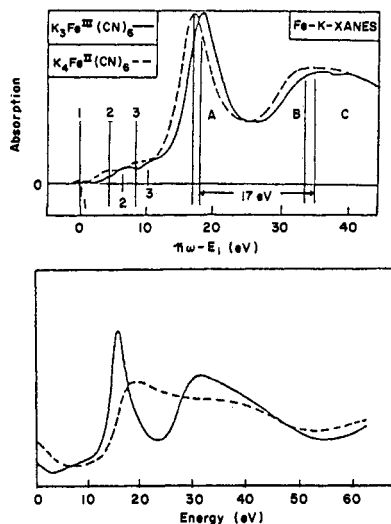 K₃Feᴵᴵᴵ(CN)₆ —
K₄Feᴵᴵ(CN)₆ ---
Fe-K-XANES
Absorption
1 2 3
A B C
1 2 3
17 eV
0
0 10 20 30 40
ħω-Eᵢ (eV)
0 10 20 30 40 50 60
Energy (eV)